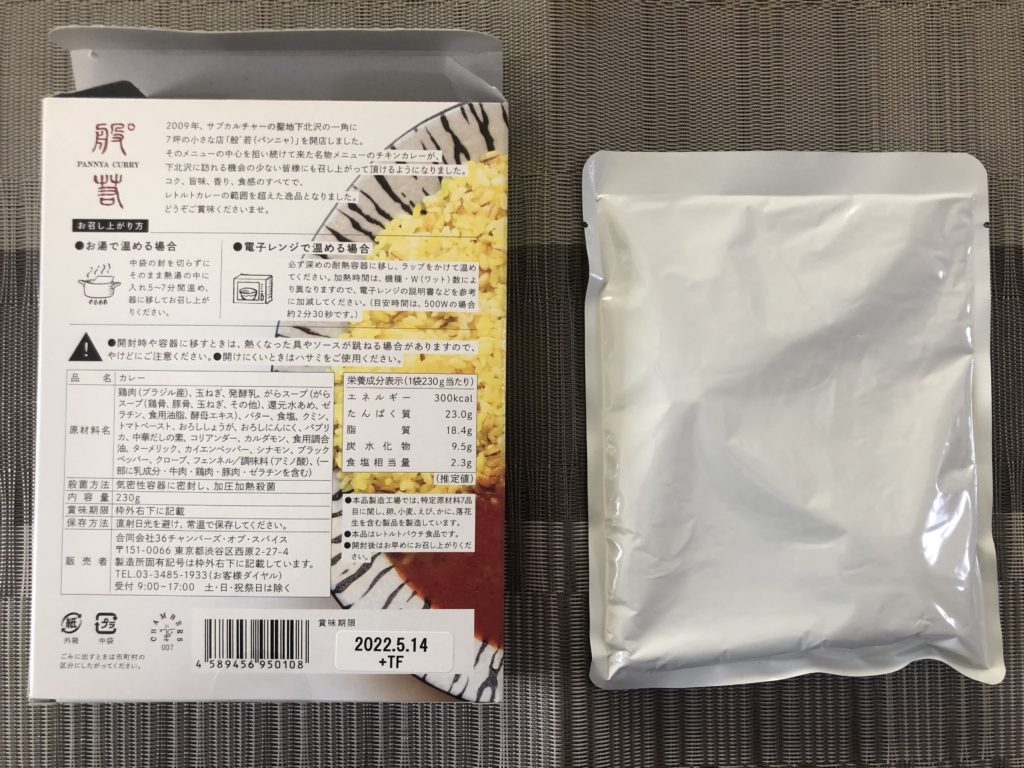 般°若
PANNYA CURRY
2009年、サブカルチャーの聖地下北沢の一角に
7坪の小さな店「般°若(パンニャ)」を開店しました。
そのメニューの中心を担い続けて来た名物メニューのチキンカレーが、
下北沢に訪れる機会の少ない皆様にも召し上がって頂けるようになりました。
コク、旨味、香り、食感のすべてで、
レトルトカレーの範囲を超えた逸品となりました。
どうぞご賞味くださいませ。
お召し上がり方
●お湯で温める場合
中袋の封を切らずに
そのまま熱湯の中に
入れ5~7分間温め、
器に移してお召し上が
りください。
●電子レンジで温める場合
必ず深めの耐熱容器に移し、ラップをかけて温め
てください。加熱時間は、機種・W(ワット)数によ
り異なりますので、電子レンジの説明書などを参考
に加減してください。(目安時間は、500Wの場合
約2分30秒です。)
●開封時や容器に移すときは、熱くなった具やソースが跳ねる場合がありますので、
やけどにご注意ください。●開けにくいときはハサミをご使用ください。
品名 カレー
原材料名 鶏肉(ブラジル産)、玉ねぎ、発酵乳、がらスープ(がら
スープ(鶏骨、豚骨、玉ねぎ、その他)、還元水あめ、ゼ
ラチン、食用油脂、酵母エキス)、バター、食塩、クミン、
トマトペースト、おろししょうが、おろしにんにく、パプリ
カ、中華だしの素、コリアンダー、カルダモン、食用調合
油、ターメリック、カイエンペッパー、シナモン、ブラック
ペッパー、クローブ、フェンネル/調味料(アミノ酸)、(一
部に乳成分・牛肉・鶏肉・豚肉・ゼラチンを含む)
殺菌方法 気密性容器に密封し、加圧加熱殺菌
内容量 230g
賞味期限 枠外右下に記載
保存方法 直射日光を避け、常温で保存してください。
販売者 合同会社36チャンバーズ・オブ・スパイス
〒151-0066 東京都渋谷区西原2-27-4
製造所固有記号は枠外右下に記載しています。
TEL.03-3485-1933(お客様ダイヤル)
受付 9:00~17:00 土・日・祝祭日は除く
栄養成分表示(1袋230g当たり)
エネルギー 300kcal
たんぱく質 23.0g
脂質 18.4g
炭水化物 9.5g
食塩相当量 2.3g
(推定値)
●本品製造工場では、特定原材料7品
目に関し、卵、小麦、えび、かに、落花
生を含む製品を製造しています。
●本品はレトルトパウチ食品です。
●開封後はお早めにお召し上がりくだ
さい。
紙
外箱
プラ
中袋
ごみに出すときは市町村の
区分にしたがってください。
CHAMBERS
007
4 589456 950108
賞味期限
2022.5.14
+TF